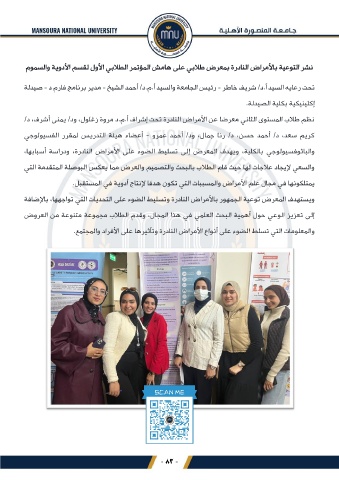 MANSOURA NATIONAL UNIVERSITY
جـامـعـة المنصـورة الأهـلـيـة
نشر التوعية بالأمراض النادرة بمعرض طلابي على هامش المؤتمر الطلابي الأول لقسم الأدوية والسموم
تحت رعايه السيد أ.د/ شريف خاطر - رئيس الجامعة والسيد أ.م.د/ أحمد الشيخ - مدير برنامج فارم د - صيدلة
إكلينيكية بكلية الصيدلة.
نظم طلاب المستوى الثاني معرضا عن الأمراض النادرة تحت إشراف أ.م.د مروة زغلول، ود/ يمنى أشرف، د/
كريم سعد، د/ أحمد حسن، د/ رنا جمال، ود/ أحمد عمرو - أعضاء هيئة التدريس لمقرر الفسيولوجي
والباثوفسيولوجي بالكلية، ويهدف المعرض إلى تسليط الضوء على الأمراض النادرة، ودراسة أسبابها،
والسعي لإيجاد علاجات لها حيث قام الطلاب بالبحث والتصميم والعرض مما يعكس البوصلة المتقدمة التي
يمتلكونها في مجال علم الأمراض والمسببات التي تكون هدفا لإنتاج أدوية في المستقبل.
ويستهدف المعرض توعية الجمهور بالأمراض النادرة وتسليط الضوء على التحديات التي تواجهها، بالإضافة
إلى تعزيز الوعي حول أهمية البحث العلمي في هذا المجال، وقدم الطلاب مجموعة متنوعة من العروض
والمعلومات التي تسلط الضوء على أنواع الأمراض النادرة وتأثيرها على الأفراد والمجتمع.
SCAN ME
- ٨٢ -